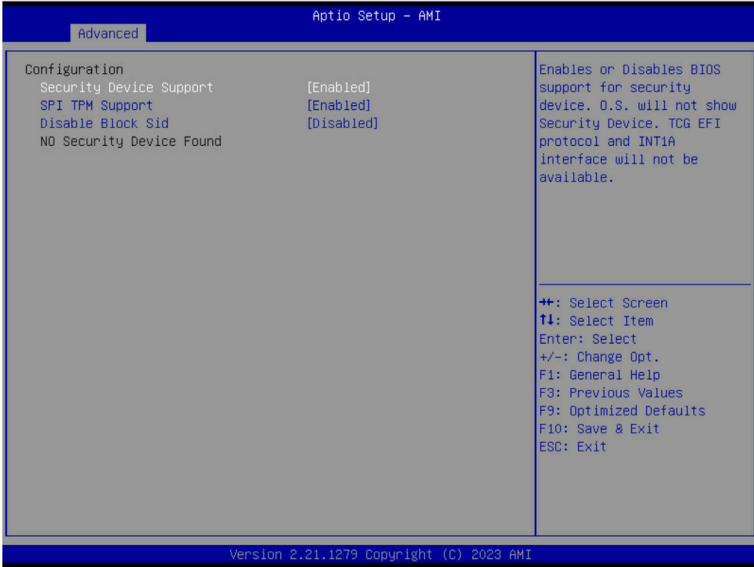 Aptio Setup – AMI
Advanced
Configuration
Security Device Support [Enabled]
SPI TPM Support [Enabled]
Disable Block Sid [Disabled]
NO Security Device Found
Enables or Disables BIOS
support for security
device. O.S. will not show
Security Device. TCG EFI
protocol and INT1A
interface will not be
available.
→←: Select Screen
↑↓: Select Item
Enter: Select
+/-: Change Opt.
F1: General Help
F3: Previous Values
F9: Optimized Defaults
F10: Save & Exit
ESC: Exit
Version 2.21.1279 Copyright (C) 2023 AMI